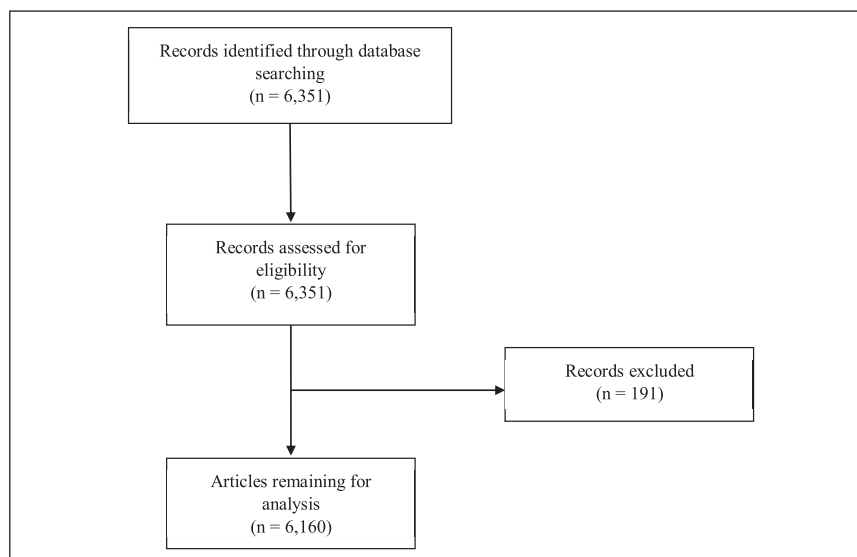 Records identified through database
searching
(n = 6,351)
Records assessed for
eligibility
(n = 6,351)
Records excluded
(n = 191)
Articles remaining for
analysis
(n = 6,160)